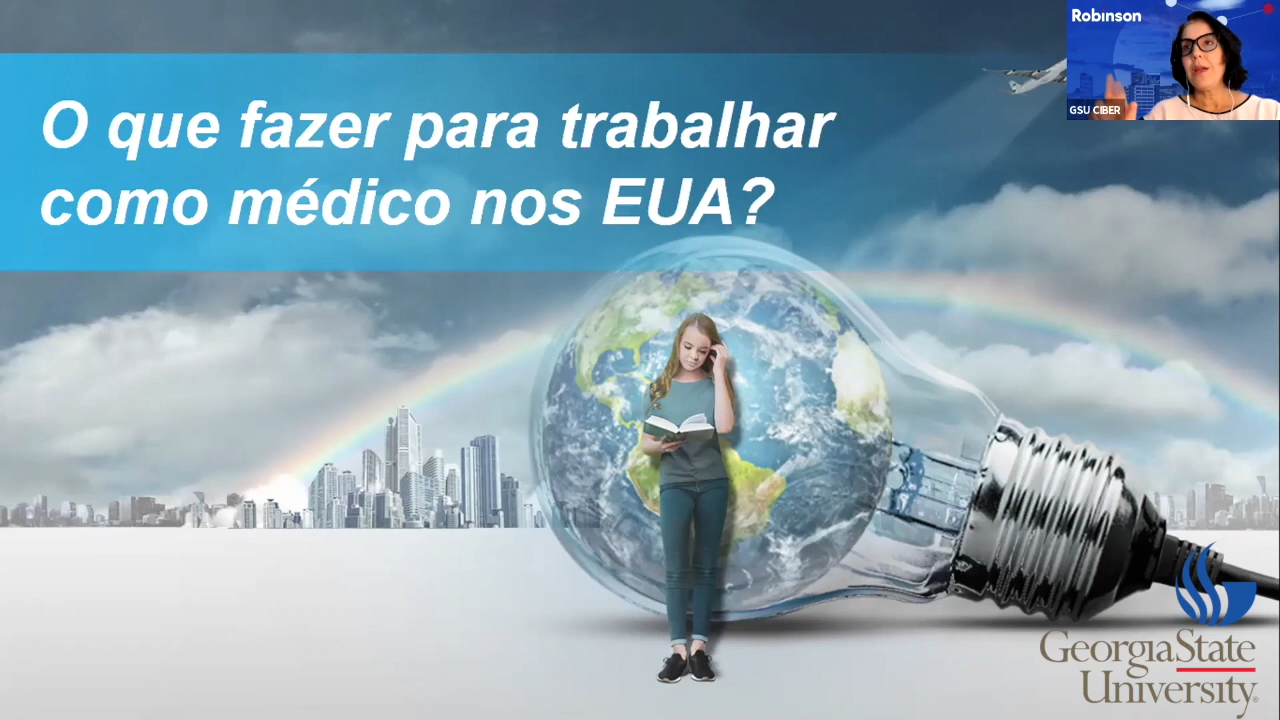 O que fazer para trabalhar
como médico nos EUA?
Robinson
GSU CIBER
GeorgiaState
University